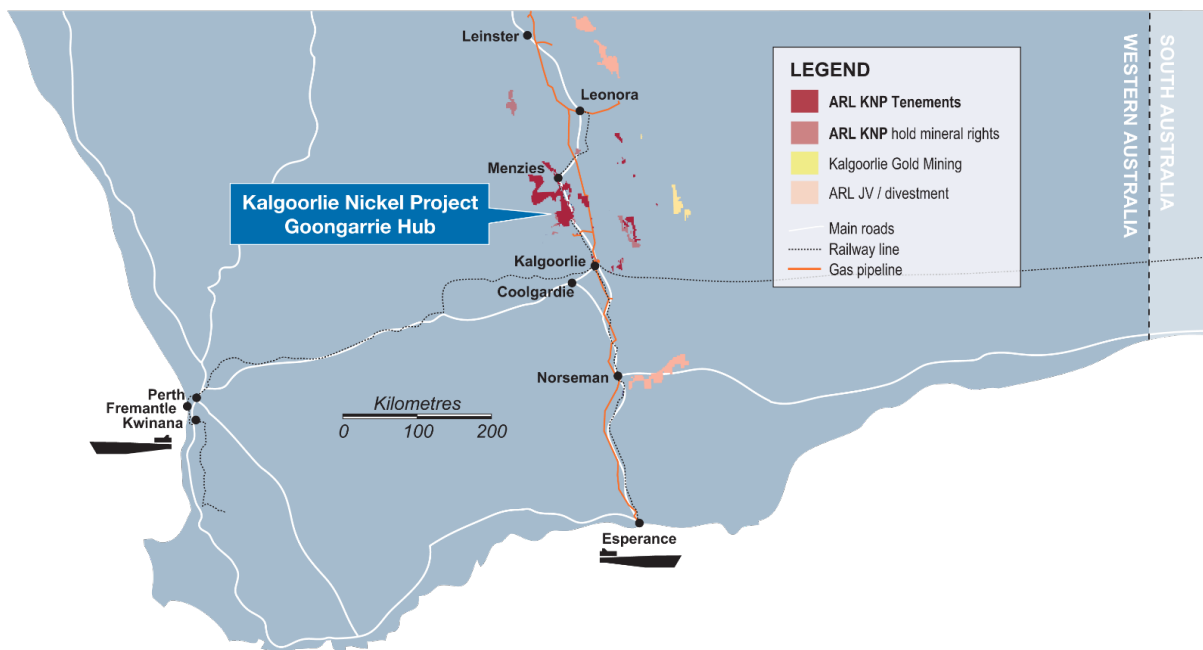 Leinster
Leonora
Menzies
Kalgoorlie Nickel Project
Goongarrie Hub
Kalgoorlie
Coolgardie
Norseman
Perth
Fremantle
Kwinana
Kilometres
0 100 200
Esperance
LEGEND
ARL KNP Tenements
ARL KNP hold mineral rights
Kalgoorlie Gold Mining
ARL JV / divestment
Main roads
Railway line
Gas pipeline
WESTERN AUSTRALIA
SOUTH AUSTRALIA